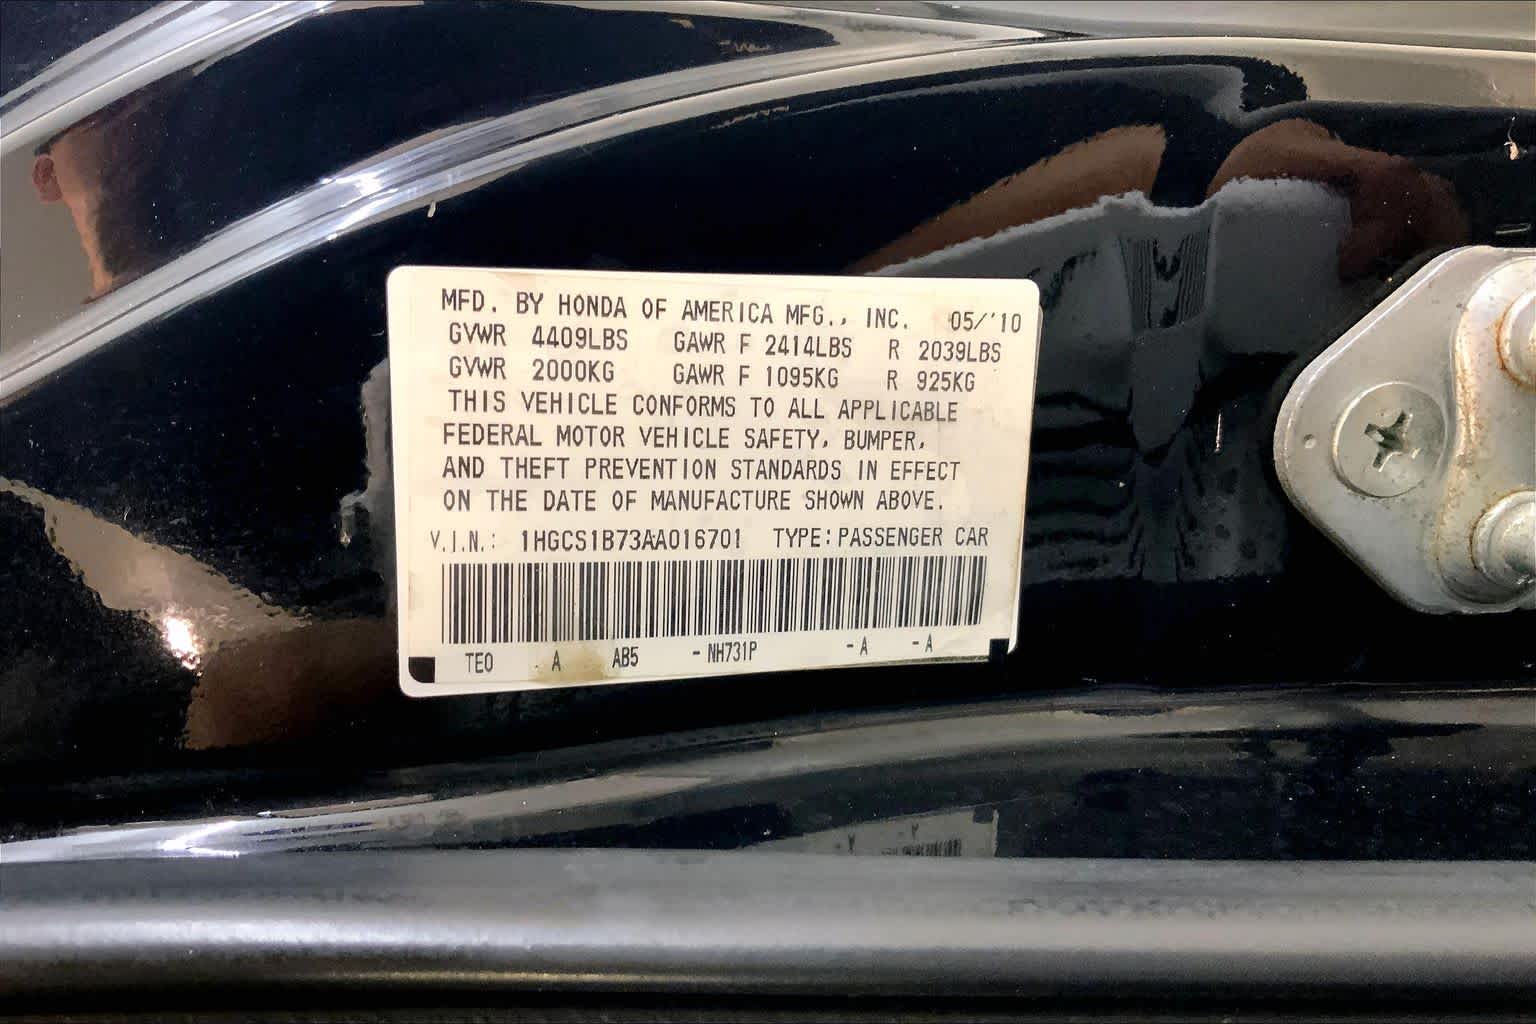 MFD. BY HONDA OF AMERICA MFG., INC. 05/'10
GVWR 4409LBS GAWR F 2414LBS R 2039LBS
GVWR 2000KG GAWR F 1095KG R 925KG
THIS VEHICLE CONFORMS TO ALL APPLICABLE
FEDERAL MOTOR VEHICLE SAFETY, BUMPER,
AND THEFT PREVENTION STANDARDS IN EFFECT
ON THE DATE OF MANUFACTURE SHOWN ABOVE.
V.I.N.: 1HGCS1B73AA016701 TYPE: PASSENGER CAR
TE0 A AB5 -NH731P -A -A